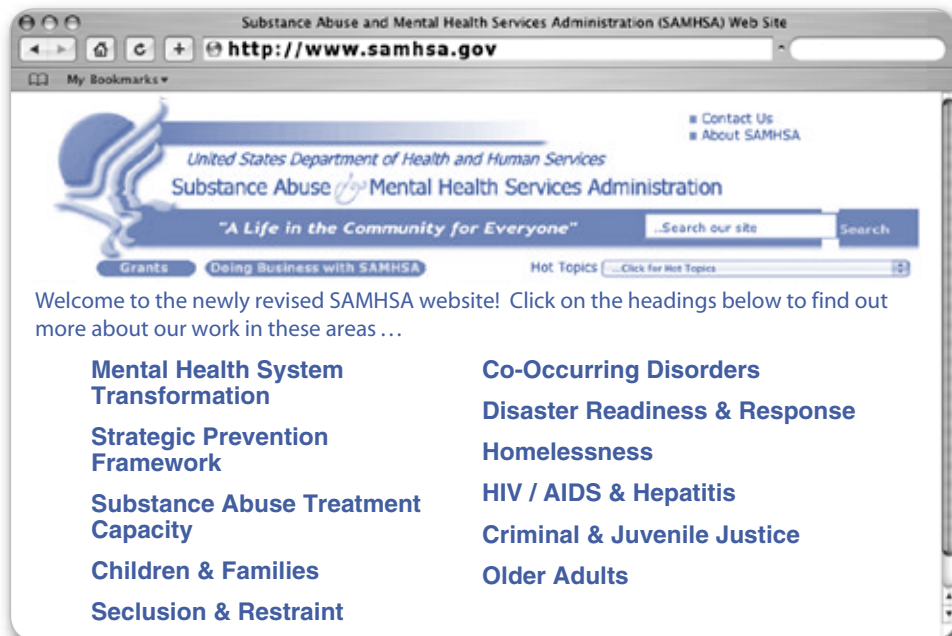 Substance Abuse and Mental Health Services Administration (SAMHSA) Web Site
http://www.samhsa.gov
My Bookmarks
Contact Us
About SAMHSA
United States Department of Health and Human Services
Substance Abuse & Mental Health Services Administration
"A Life in the Community for Everyone"
...Search our site
Search
Grants
Doing Business with SAMHSA
Hot Topics
...Click for Hot Topics
Welcome to the newly revised SAMHSA website! Click on the headings below to find out
more about our work in these areas ...
Mental Health System
Transformation
Strategic Prevention
Framework
Substance Abuse Treatment
Capacity
Children & Families
Seclusion & Restraint
Co-Occurring Disorders
Disaster Readiness & Response
Homelessness
HIV / AIDS & Hepatitis
Criminal & Juvenile Justice
Older Adults